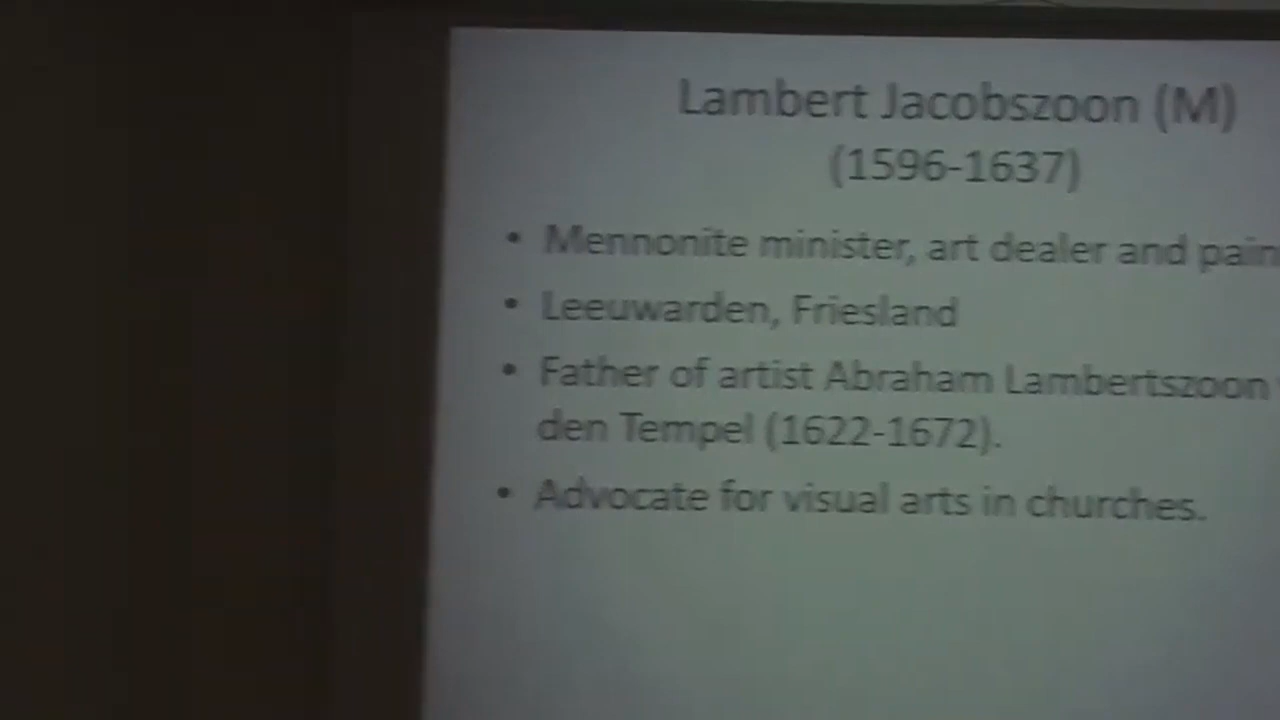 Lambert Jacobszoon (M)
(1596-1637)
• Mennonite minister, art dealer and pain
• Leeuwarden, Friesland
• Father of artist Abraham Lambertszoon
den Tempel (1622-1672).
• Advocate for visual arts in churches.